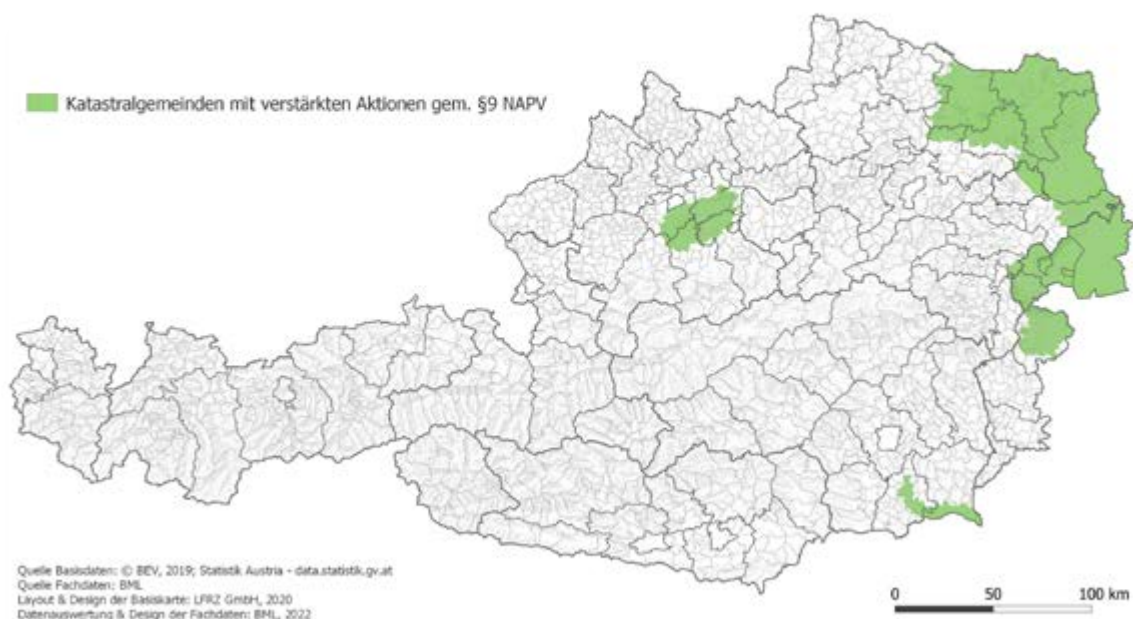 Katastralgemeinden mit verstärkten Aktionen gem. §9 NAPV
Quelle Basisdaten: © BEV, 2019; Statistik Austria - data.statistik.gv.at
Quelle Fachdaten: BML
Layout & Design der Basiskarte: LFRZ GmbH, 2020
Datenauswertung & Design der Fachdaten: BML, 2022
0 50 100 km